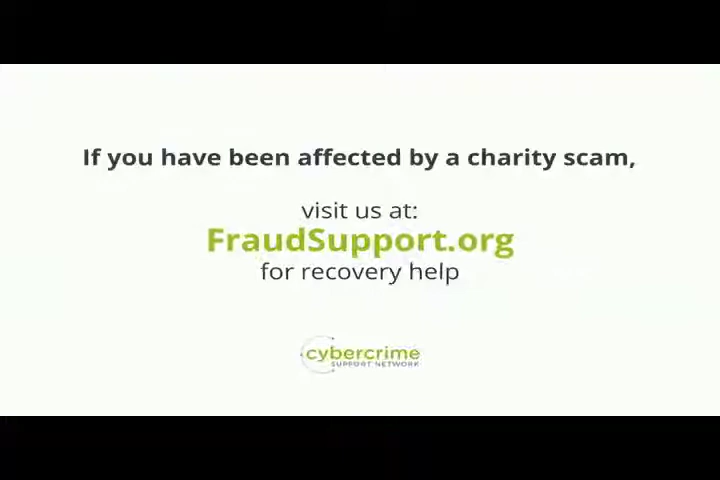 If you have been affected by a charity scam,
visit us at:
FraudSupport.org
for recovery help
cybercrime
SUPPORT NETWORK